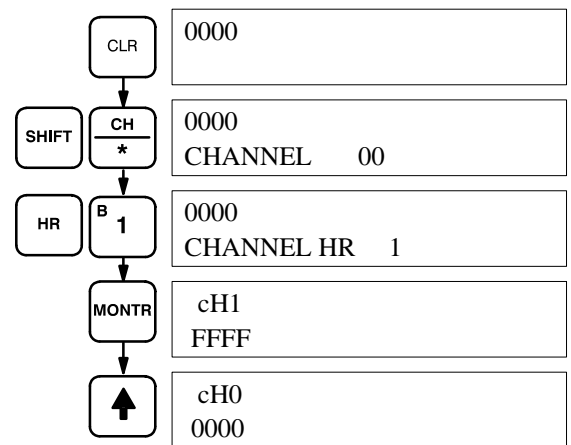 CLR
0000
SHIFT
CH
*
0000
CHANNEL 00
HR
B
1
0000
CHANNEL HR 1
MONTR
cH1
FFFF
cH0
0000